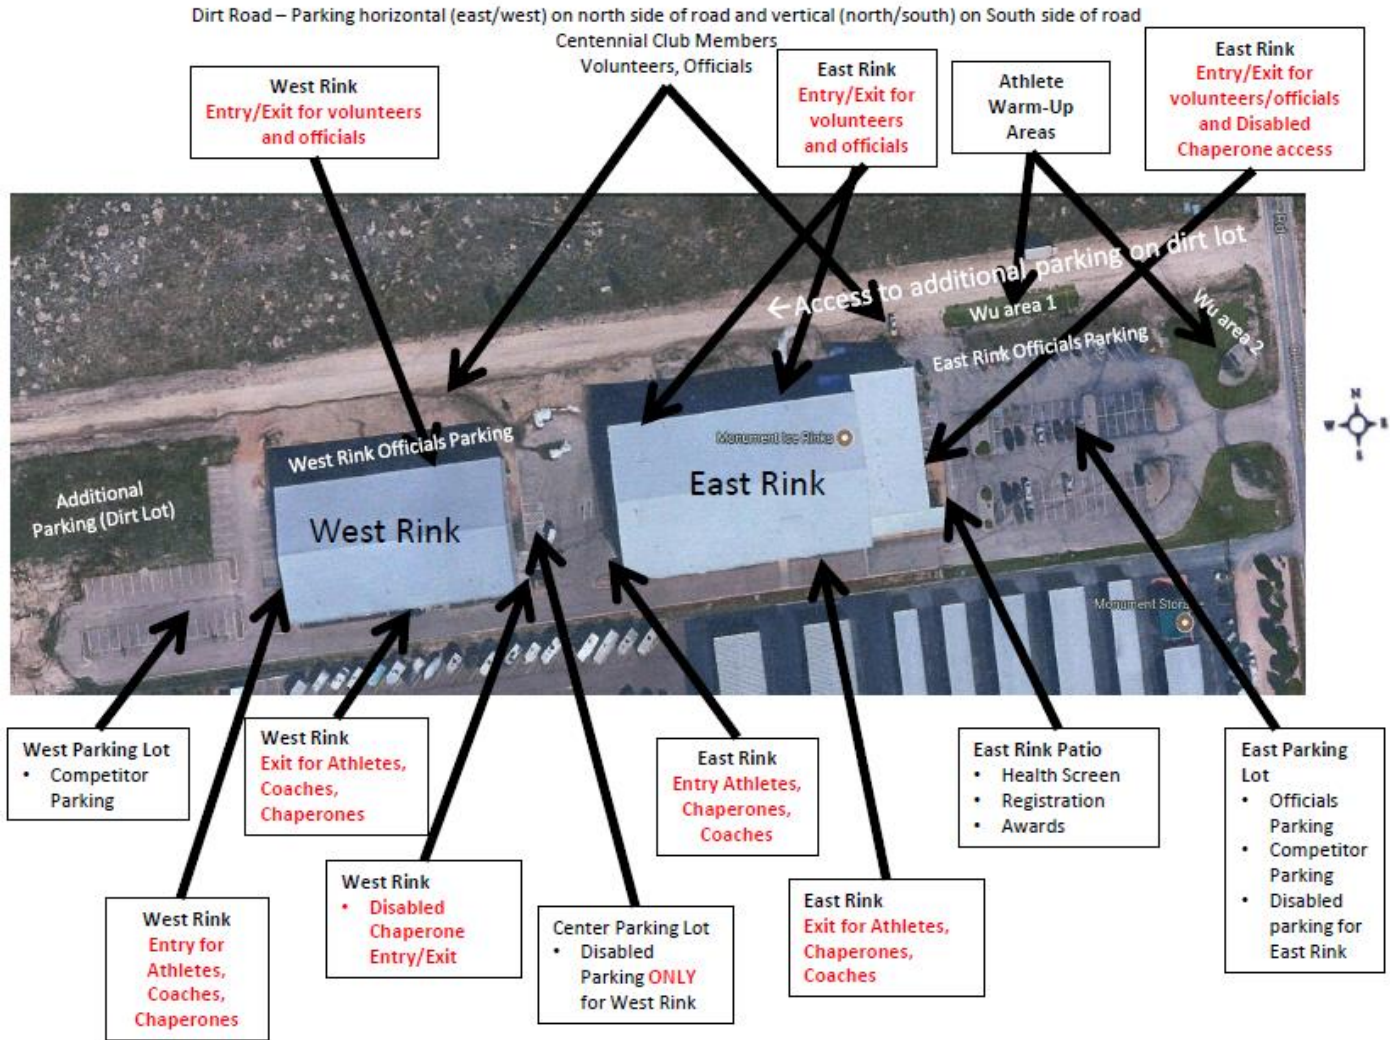 Dirt Road – Parking horizontal (east/west) on north side of road and vertical (north/south) on South side of road
Centennial Club Members
Volunteers, Officials
West Rink
Entry/Exit for volunteers
and officials
East Rink
Entry/Exit for
volunteers
and officials
Athlete
Warm-Up
Areas
East Rink
Entry/Exit for
volunteers/officials
and Disabled
Chaperone access
←Access to additional parking on dirt lot
Wu area 1
Wu area 2
East Rink Officials Parking
West Rink Officials Parking
Monument Ice Rinks
East Rink
West Rink
Additional
Parking (Dirt Lot)
N
W
E
S
West Parking Lot
• Competitor
Parking
West Rink
Exit for Athletes,
Coaches,
Chaperones
East Rink
Entry Athletes,
Chaperones,
Coaches
East Rink Patio
• Health Screen
• Registration
• Awards
East Parking
Lot
• Officials
Parking
• Competitor
Parking
• Disabled
parking for
East Rink
West Rink
• Disabled
Chaperone
Entry/Exit
East Rink
Exit for Athletes,
Chaperones,
Coaches
West Rink
Entry for
Athletes,
Coaches,
Chaperones
Center Parking Lot
• Disabled
Parking ONLY
for West Rink
Monument Stora